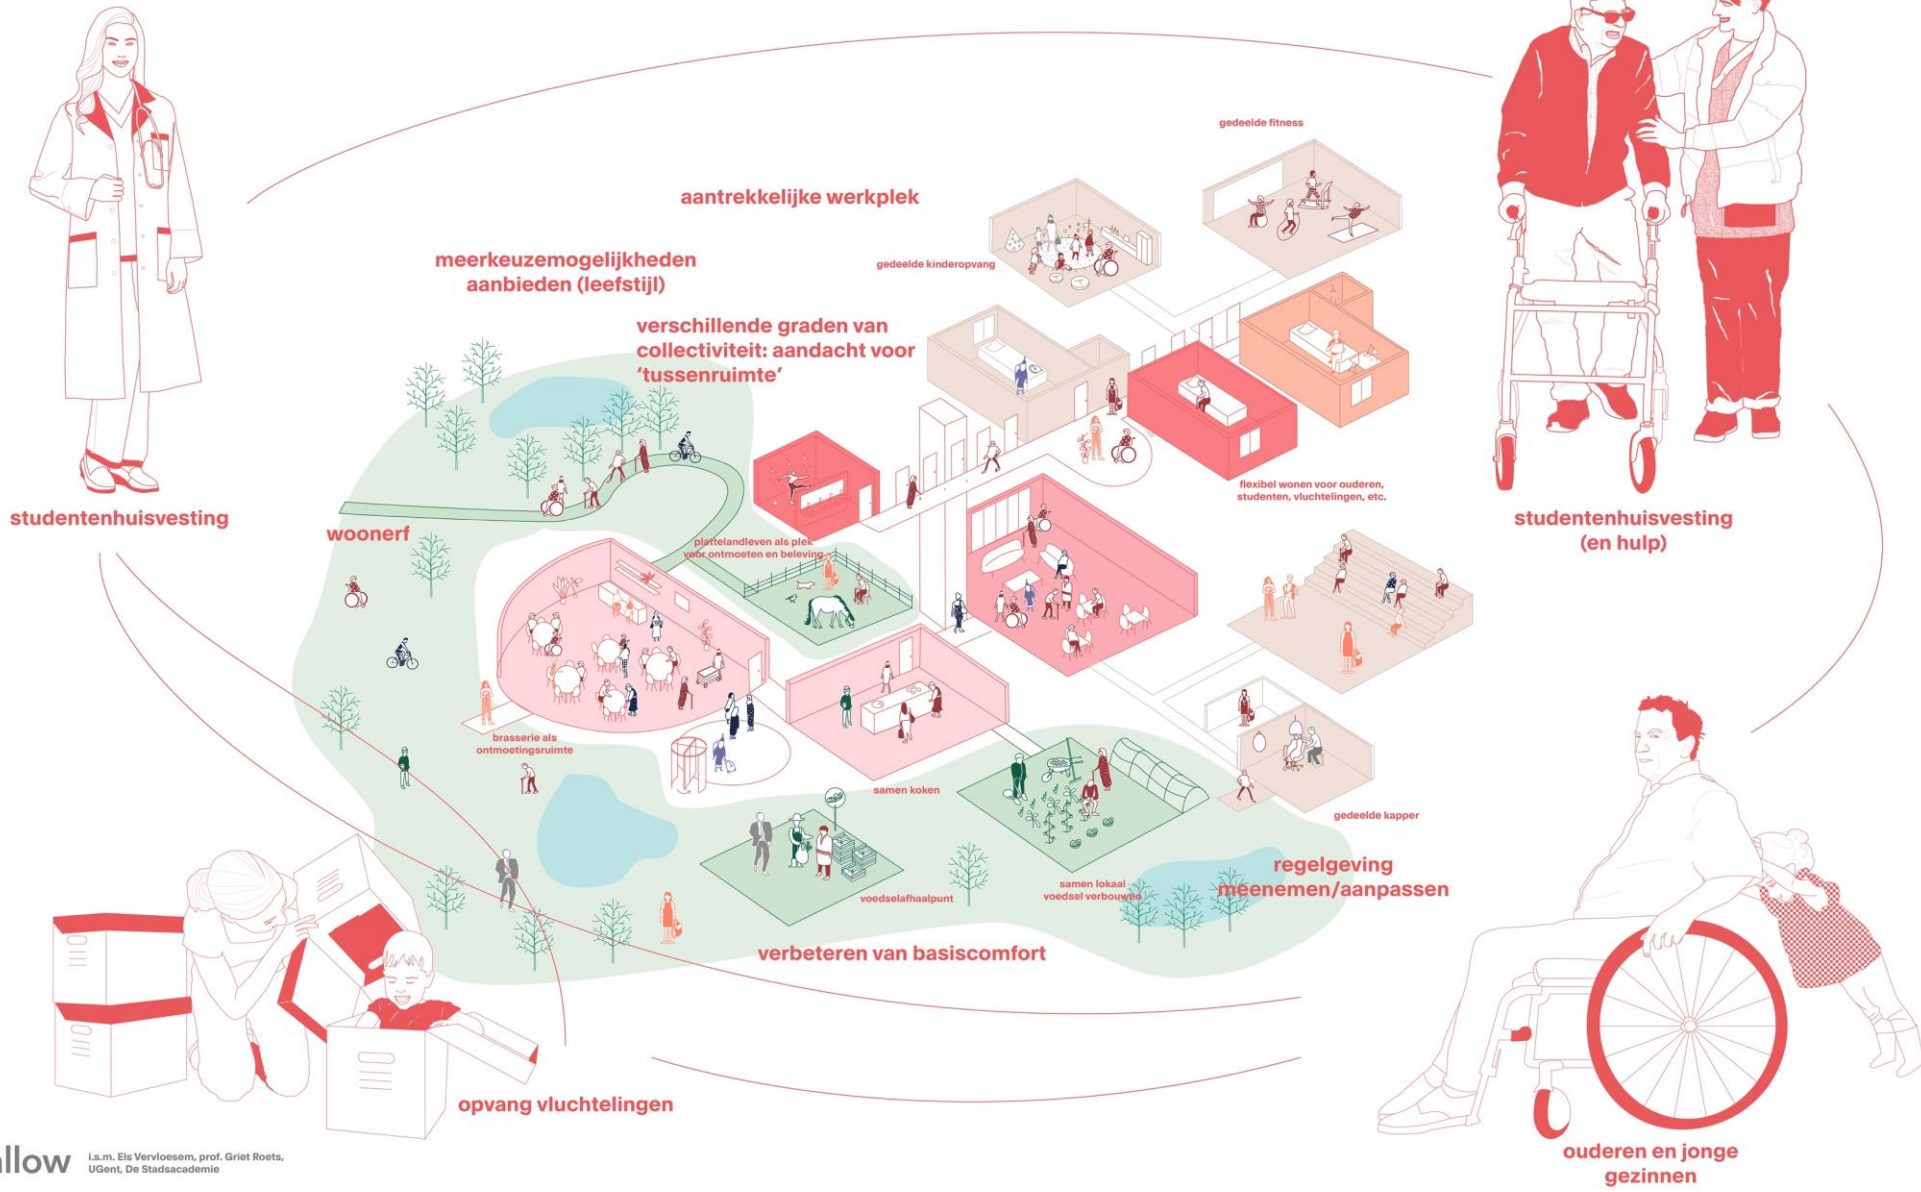 gedeelde fitness
aantrekkelijke werkplek
gedeelde kinderopvang
meerkeuzemogelijkheden
aanbieden (leefstijl)
verschillende graden van
collectiviteit: aandacht voor
‘tussenruimte‘
flexibel wonen voor ouderen,
studenten, vluchtelingen, etc.
studentenhuisvesting
studentenhuisvesting
(en hulp)
woonerf
plattelandleven als plek
voor ontmoeten en beleving
brasserie als
ontmoetingsruimte
samen koken
gedeelde kapper
regelgeving
meenemen/aanpassen
samen lokaal
voedsel verbouwen
voedselafhaalpunt
verbeteren van basiscomfort
opvang vluchtelingen
ouderen en jonge
gezinnen
i.s.m. Els Vervloesem, prof. Griet Roets,
UGent, De Stadsacademie